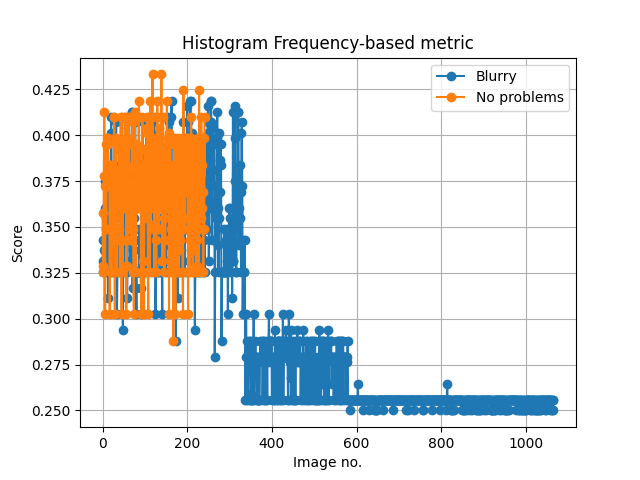 Histogram Frequency-based metric
Blurry
No problems
0.425
0.400
0.375
0.350
0.325
0.300
0.275
0.250
Score
0 200 400 600 800 1000
Image no.